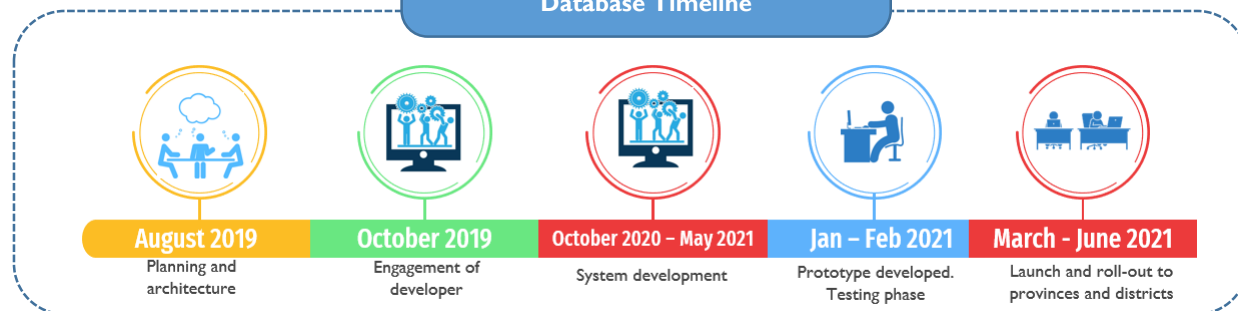 Database Timeline
August 2019
October 2019
October 2020 – May 2021
Jan – Feb 2021
March - June 2021
Planning and
architecture
Engagement of
developer
System development
Prototype developed.
Testing phase
Launch and roll-out to
provinces and districts